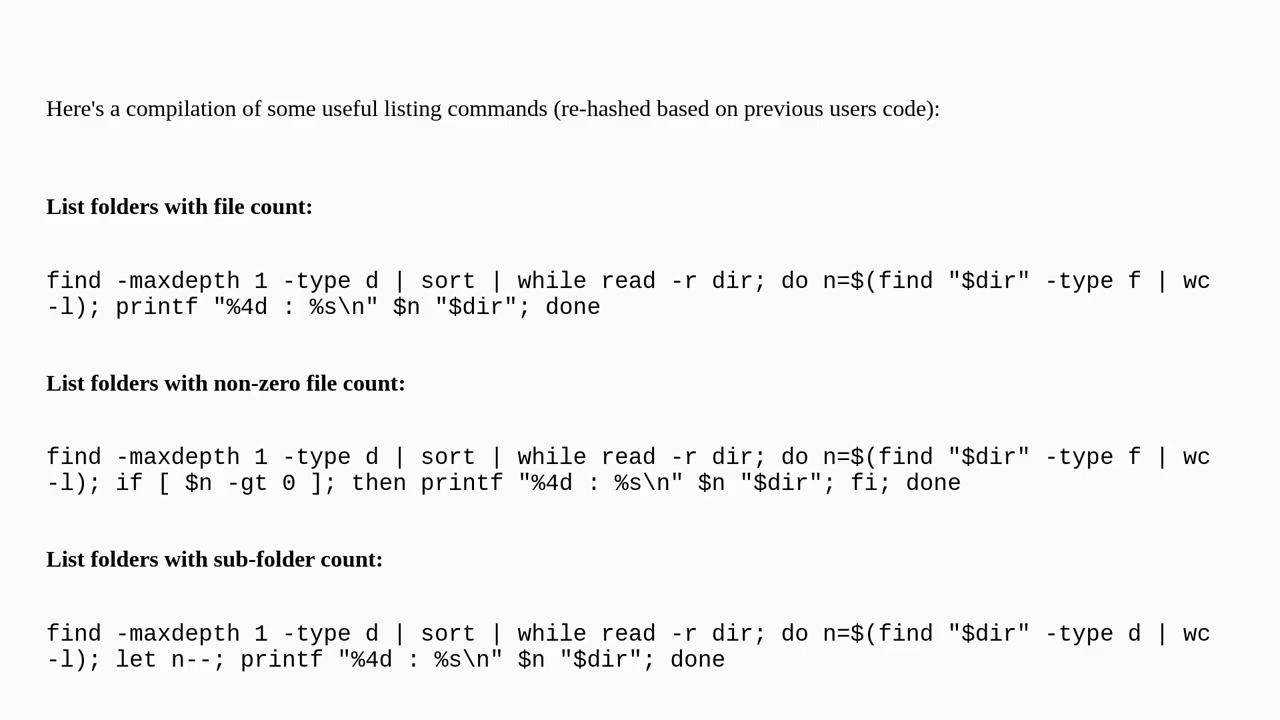 Here's a compilation of some useful listing commands (re-hashed based on previous users code):
List folders with file count:
find -maxdepth 1 -type d | sort | while read -r dir; do n=$(find "$dir" -type f | wc
-l); printf "%4d : %s\n" $n "$dir"; done
List folders with non-zero file count:
find -maxdepth 1 -type d | sort | while read -r dir; do n=$(find "$dir" -type f | wc
-l); if [ $n -gt 0 ]; then printf "%4d : %s\n" $n "$dir"; fi; done
List folders with sub-folder count:
find -maxdepth 1 -type d | sort | while read -r dir; do n=$(find "$dir" -type d | wc
-l); let n--; printf "%4d : %s\n" $n "$dir"; done